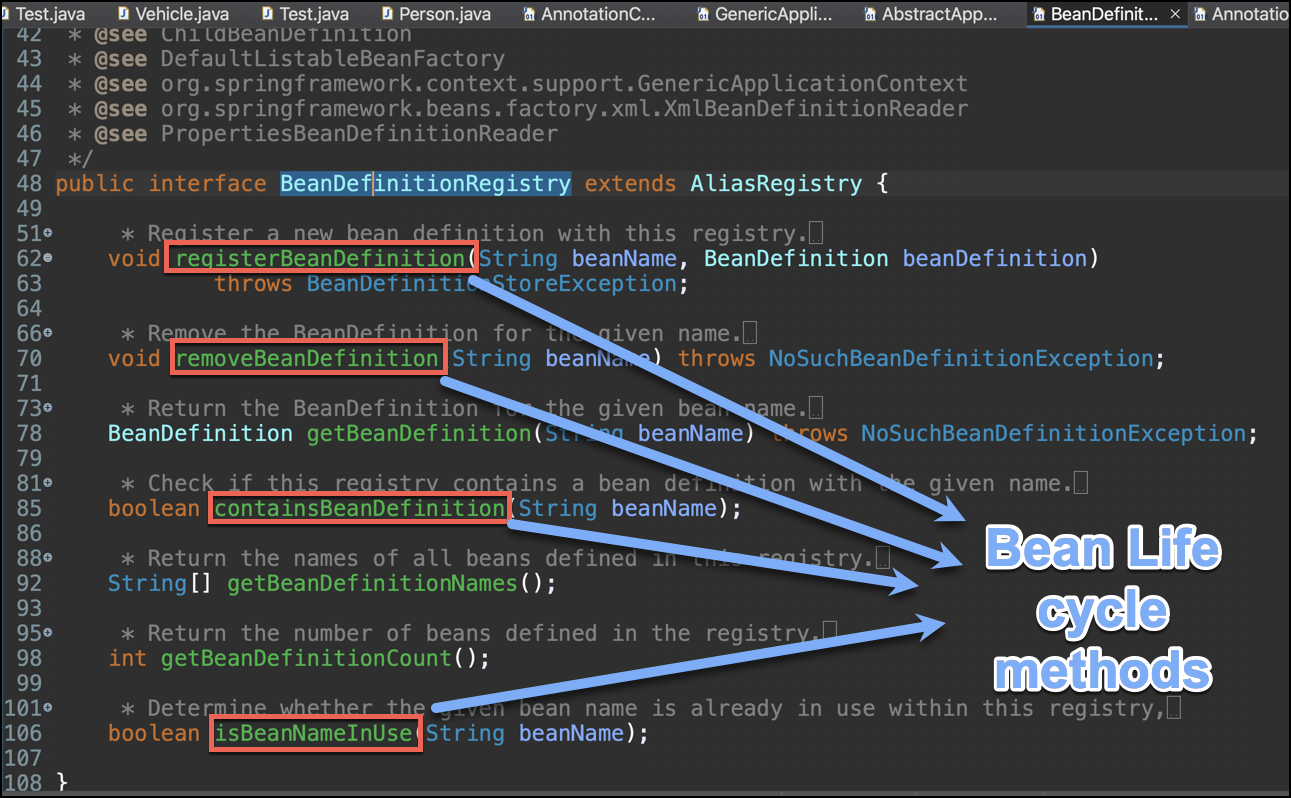 Test.java Vehicle.java Test.java Person.java AnnotationC... GenericAppli... AbstractApp... BeanDefinit... × Annotatio
42 * @see ChildBeanDefinition
43 * @see DefaultListableBeanFactory
44 * @see org.springframework.context.support.GenericApplicationContext
45 * @see org.springframework.beans.factory.xml.XmlBeanDefinitionReader
46 * @see PropertiesBeanDefinitionReader
47 */
48 public interface BeanDefinitionRegistry extends AliasRegistry {
49
51 * Register a new bean definition with this registry.
62 void registerBeanDefinition(String beanName, BeanDefinition beanDefinition)
63 throws BeanDefinitionStoreException;
64
66 * Remove the BeanDefinition for the given name.
70 void removeBeanDefinition(String beanName) throws NoSuchBeanDefinitionException;
71
73 * Return the BeanDefinition for the given bean name.
78 BeanDefinition getBeanDefinition(String beanName) throws NoSuchBeanDefinitionException;
79
81 * Check if this registry contains a bean definition with the given name.
85 boolean containsBeanDefinition(String beanName);
86
88 * Return the names of all beans defined in this registry.
92 String[] getBeanDefinitionNames();
93
95 * Return the number of beans defined in the registry.
98 int getBeanDefinitionCount();
99
101 * Determine whether the given bean name is already in use within this registry,
106 boolean isBeanNameInUse(String beanName);
107
108 }
Bean Life
cycle
methods